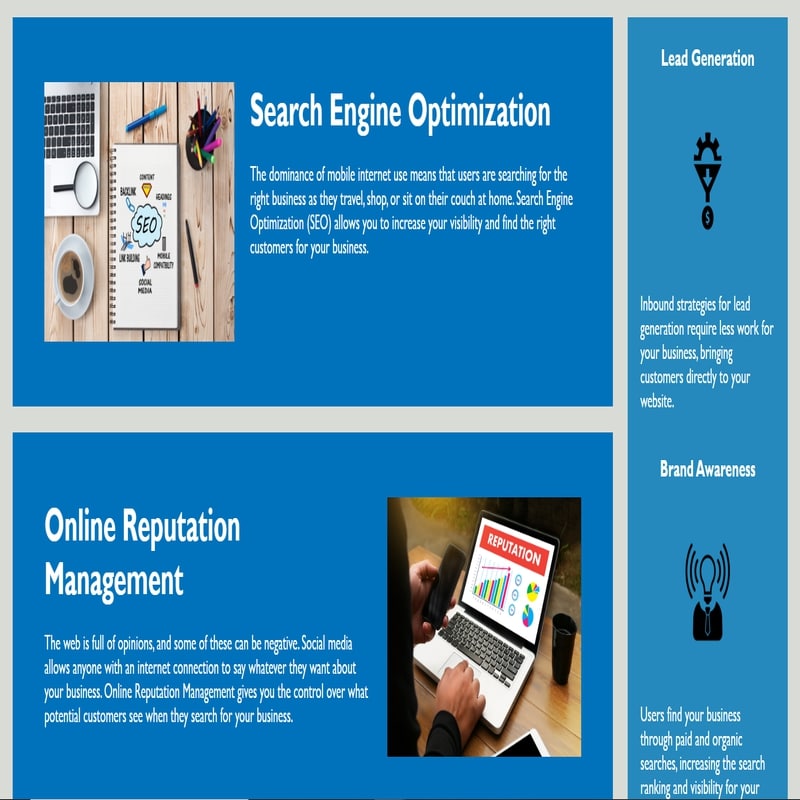 Search Engine Optimization
The dominance of mobile internet use means that users are searching for the
right business as they travel, shop, or sit on their couch at home. Search Engine
Optimization (SEO) allows you to increase your visibility and find the right
customers for your business.
CONTENT
BACKLINK
HEADINGS
SEO
LINK BUILDING
MOBILE
COMPATIBILITY
SOCIAL
MEDIA
Online Reputation
Management
The web is full of opinions, and some of these can be negative. Social media
allows anyone with an internet connection to say whatever they want about
your business. Online Reputation Management gives you the control over what
potential customers see when they search for your business.
REPUTATION
Lead Generation
$
Inbound strategies for lead
generation require less work for
your business, bringing
customers directly to your
website.
Brand Awareness
Users find your business
through paid and organic
searches, increasing the search
ranking and visibility for your